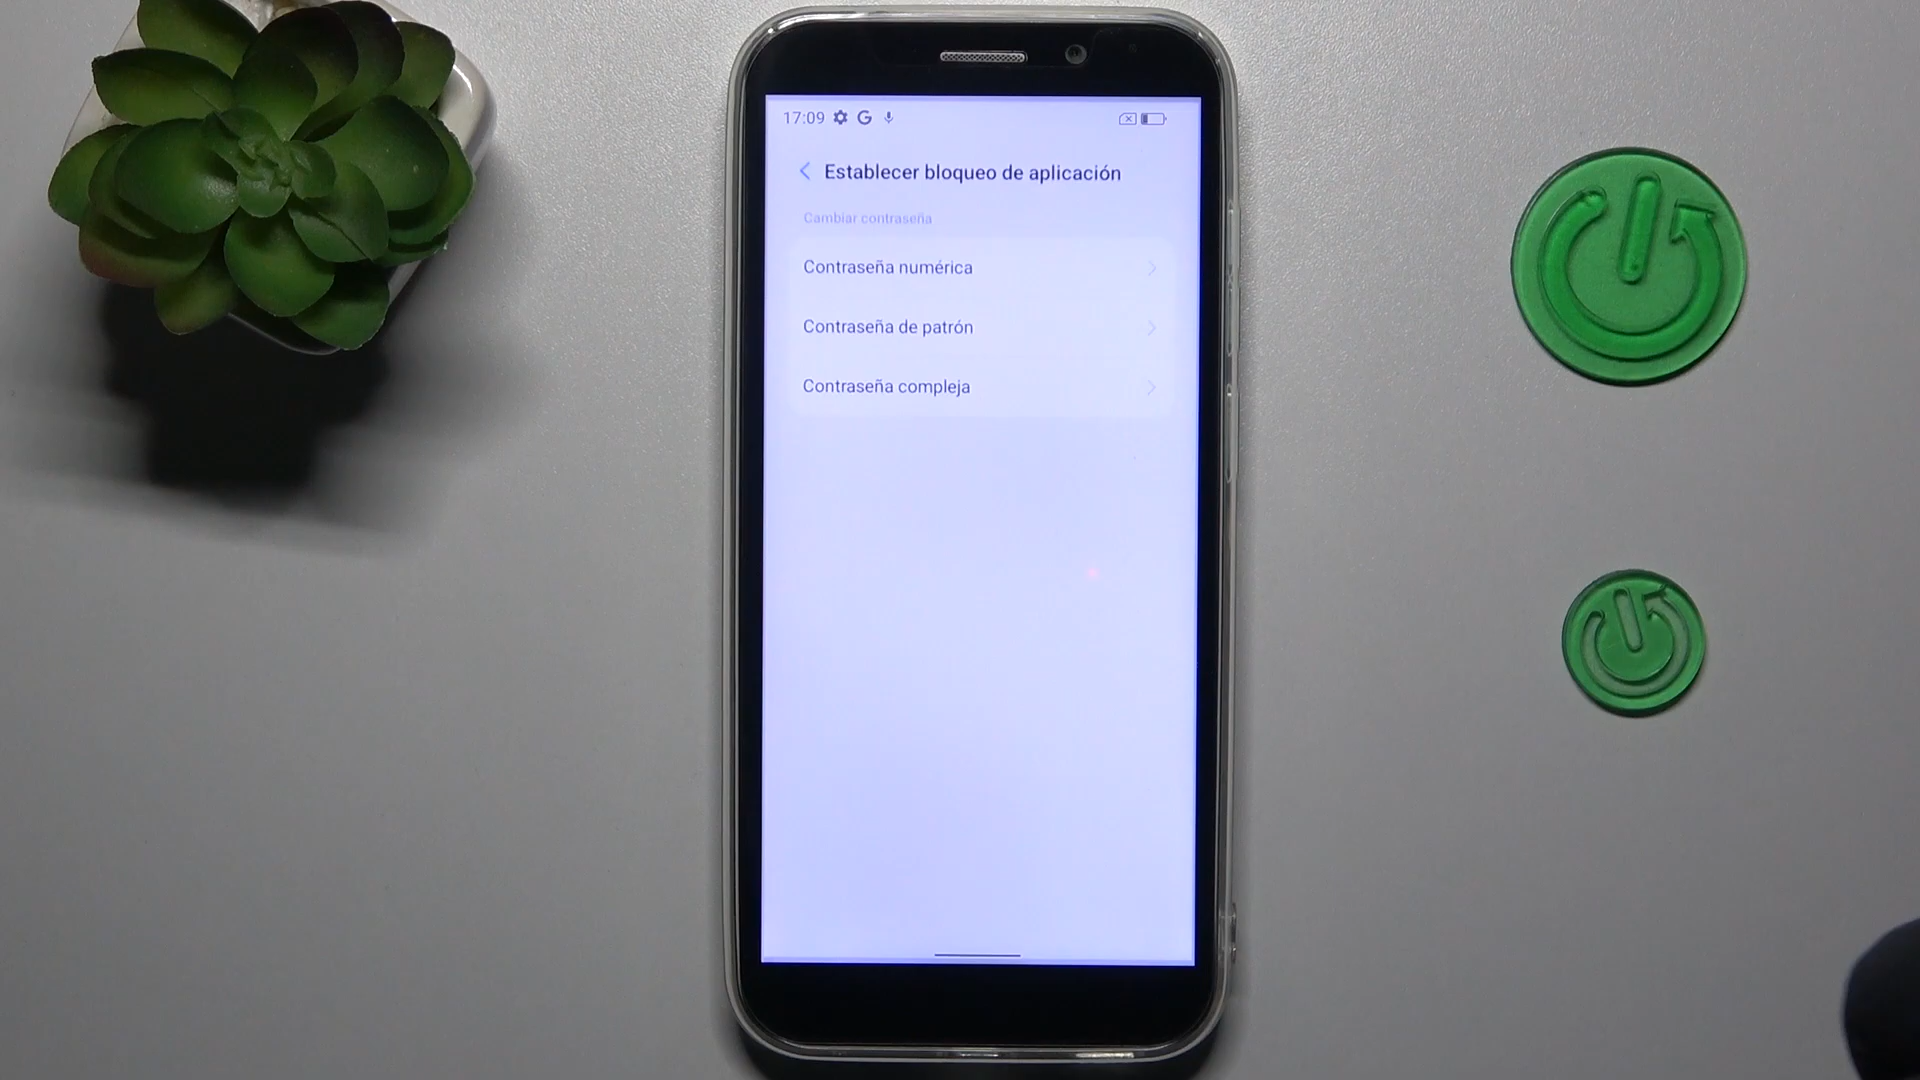 17:09
Establecer bloqueo de aplicación
Cambiar contraseña
Contraseña numérica
Contraseña de patrón
Contraseña compleja